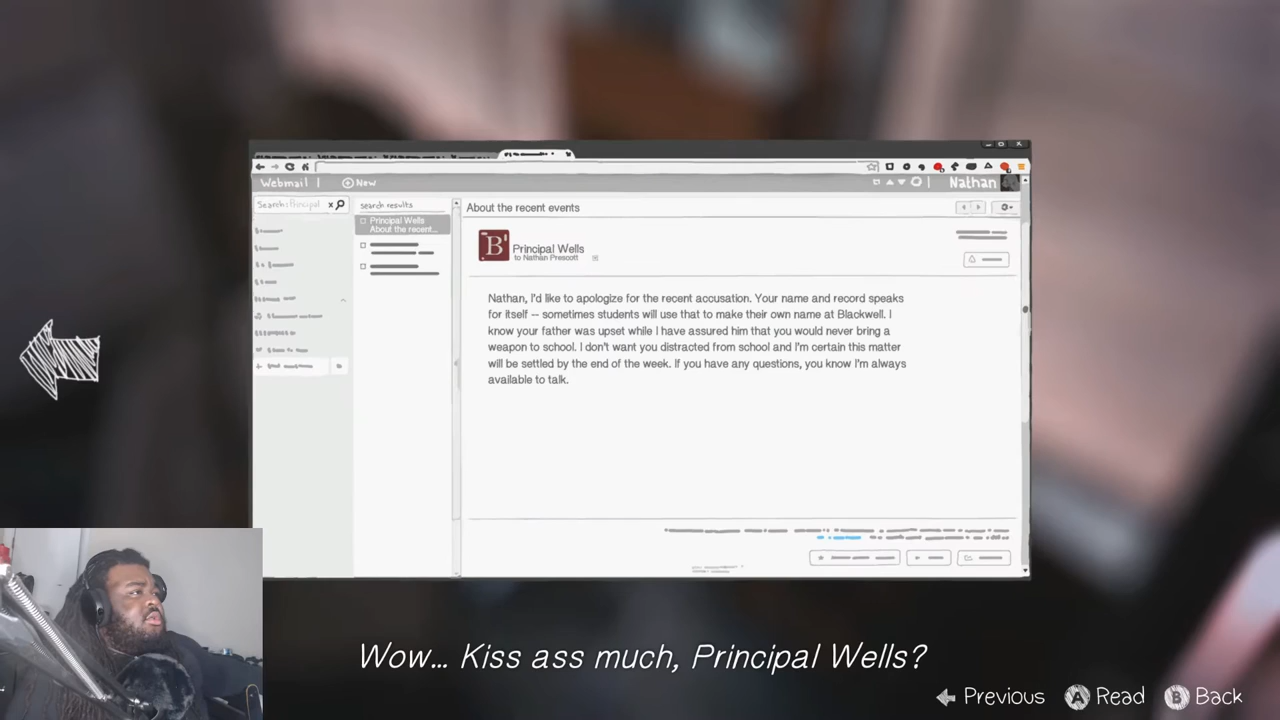 Webmail | New
Nathan
Search: Principal x
search results
Principal Wells
About the recent...
About the recent events
B
Principal Wells
to Nathan Prescott
Nathan, I'd like to apologize for the recent accusation. Your name and record speaks
for itself -- sometimes students will use that to make their own name at Blackwell. I
know your father was upset while I have assured him that you would never bring a
weapon to school. I don't want you distracted from school and I'm certain this matter
will be settled by the end of the week. If you have any questions, you know I'm always
available to talk.
Wow... Kiss ass much, Principal Wells?
Previous A Read B Back